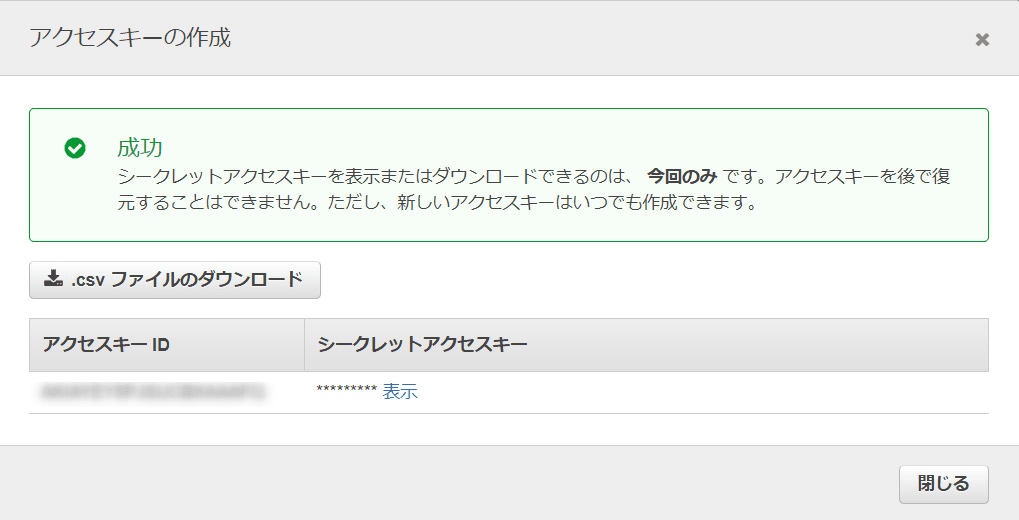 アクセスキーの作成
成功
シークレットアクセスキーを表示またはダウンロードできるのは、 今回のみ です。アクセスキーを後で復
元することはできません。ただし、新しいアクセスキーはいつでも作成できます。
.csv ファイルのダウンロード
アクセスキー ID シークレットアクセスキー
********* 表示
閉じる